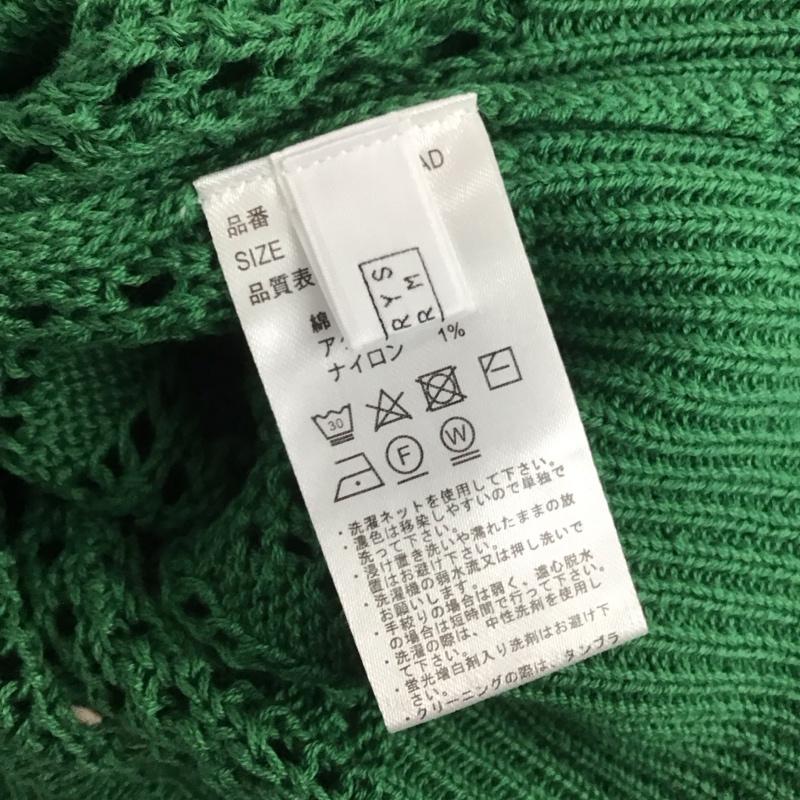 AD
品番
SIZE
品質表
RYS
RM
綿
ア
ナイロン 1%
30
F W
・洗濯ネットを使用して下さい。
・濃色は移染しやすいので単独で
洗って下さい。
・浸け置き洗いや濡れたままの放
置はお避け下さい。
・洗濯機の弱水流又は押し洗いで
お願いします。
・手絞りの場合は弱く、遠心脱水
の場合は短時間で行って下さい。
・洗濯の際は、中性洗剤を使用し
て下さい。
・蛍光増白剤入り洗剤はお避け下
さい。
・クリーニングの際は、タンブラ